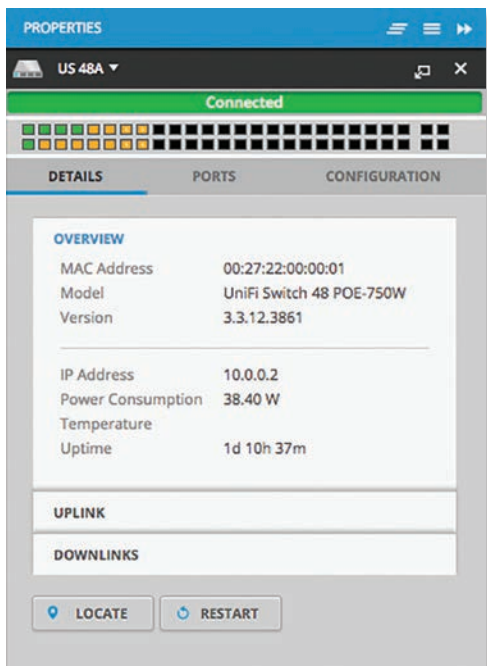 PROPERTIES
US 48A
Connected
DETAILS PORTS CONFIGURATION
OVERVIEW
MAC Address 00:27:22:00:00:01
Model UniFi Switch 48 POE-750W
Version 3.3.12.3861
IP Address 10.0.0.2
Power Consumption 38.40 W
Temperature
Uptime 1d 10h 37m
UPLINK
DOWNLINKS
LOCATE RESTART